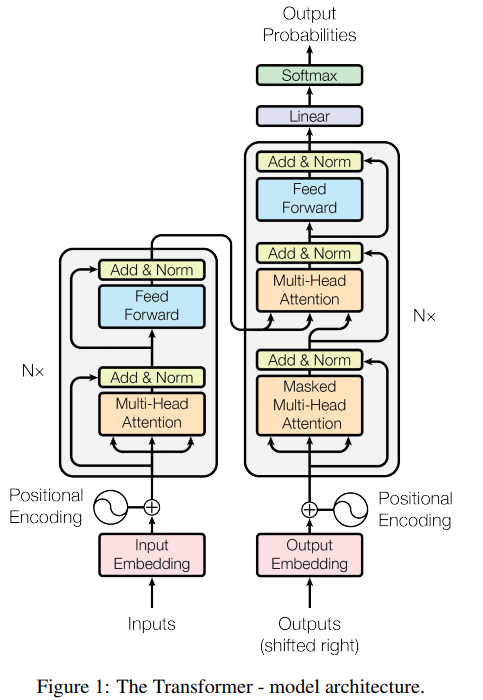 Output
Probabilities
Softmax
Linear
Add & Norm
Feed
Forward
Add & Norm
Multi-Head
Attention
Add & Norm
Masked
Multi-Head
Attention
N×
Add & Norm
Feed
Forward
Add & Norm
Multi-Head
Attention
N×
Positional
Encoding
Positional
Encoding
Input
Embedding
Output
Embedding
Inputs
Outputs
(shifted right)
Figure 1: The Transformer - model architecture.